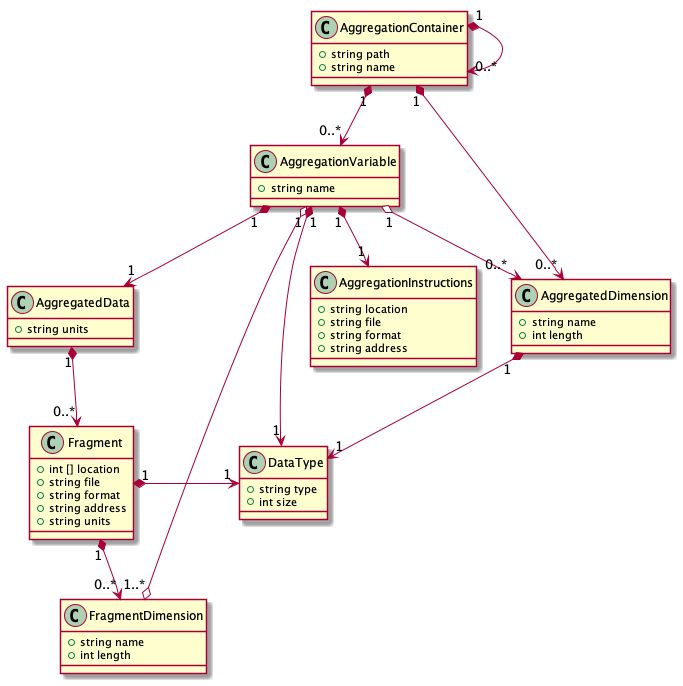 C AggregationContainer
string path
string name
1
0..*
1
1
0..*
0..*
C AggregationVariable
string name
1
1
1
1
1
1
1
0..*
C AggregatedData
string units
C AggregationInstructions
string location
string file
string format
string address
C AggregatedDimension
string name
int length
1
0..*
1
1
1
C Fragment
int [] location
string file
string format
string address
string units
1
1
C DataType
string type
int size
1
0..*
1..*
C FragmentDimension
string name
int length